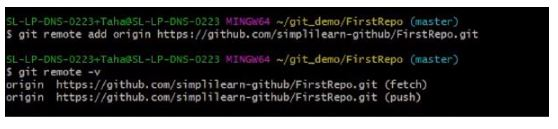 SL-LP-DNS-0223+Taha@SL-LP-DNS-0223 MINGW64 ~/git_demo/FirstRepo (master)
$ git remote add origin https://github.com/simplilearn-github/FirstRepo.git
SL-LP-DNS-0223+Taha@SL-LP-DNS-0223 MINGW64 ~/git_demo/FirstRepo (master)
$ git remote -v
origin https://github.com/simplilearn-github/FirstRepo.git (fetch)
origin https://github.com/simplilearn-github/FirstRepo.git (push)